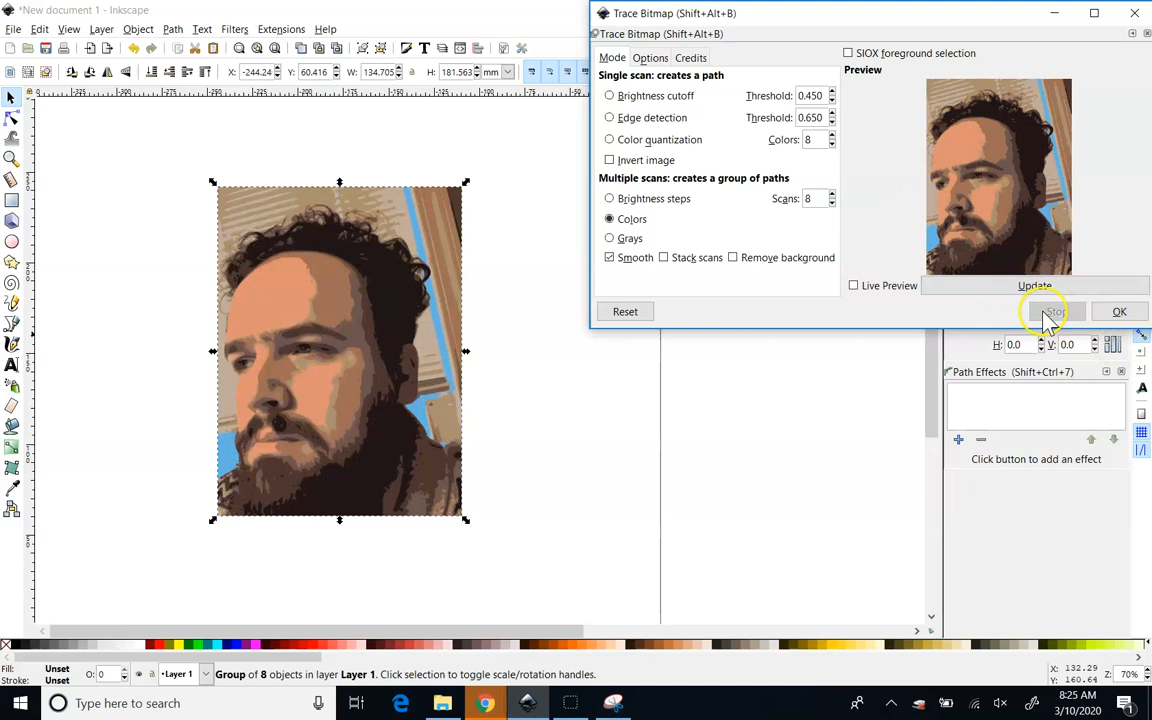 *New document 1 - Inkscape
File Edit View Layer Object Path Text Filters Extensions Help
X: -244.24 Y: 60.416 W: 134.705 H: 181.563 mm
Trace Bitmap (Shift+Alt+B)
Trace Bitmap (Shift+Alt+B)
Mode Options Credits
Single scan: creates a path
Brightness cutoff Threshold: 0.450
Edge detection Threshold: 0.650
Color quantization Colors: 8
Invert image
Multiple scans: creates a group of paths
Brightness steps Scans: 8
Colors
Grays
Smooth Stack scans Remove background
SIOX foreground selection
Preview
Live Preview Update
Reset Stop OK
H: 0.0 V: 0.0
Path Effects (Shift+Ctrl+7)
Click button to add an effect
Fill: Unset
Stroke: Unset
O: 0 •Layer 1 Group of 8 objects in layer Layer 1. Click selection to toggle scale/rotation handles.
X: 132.29
Y: 160.64
Z: 70%
Type here to search
8:25 AM
3/10/2020
1